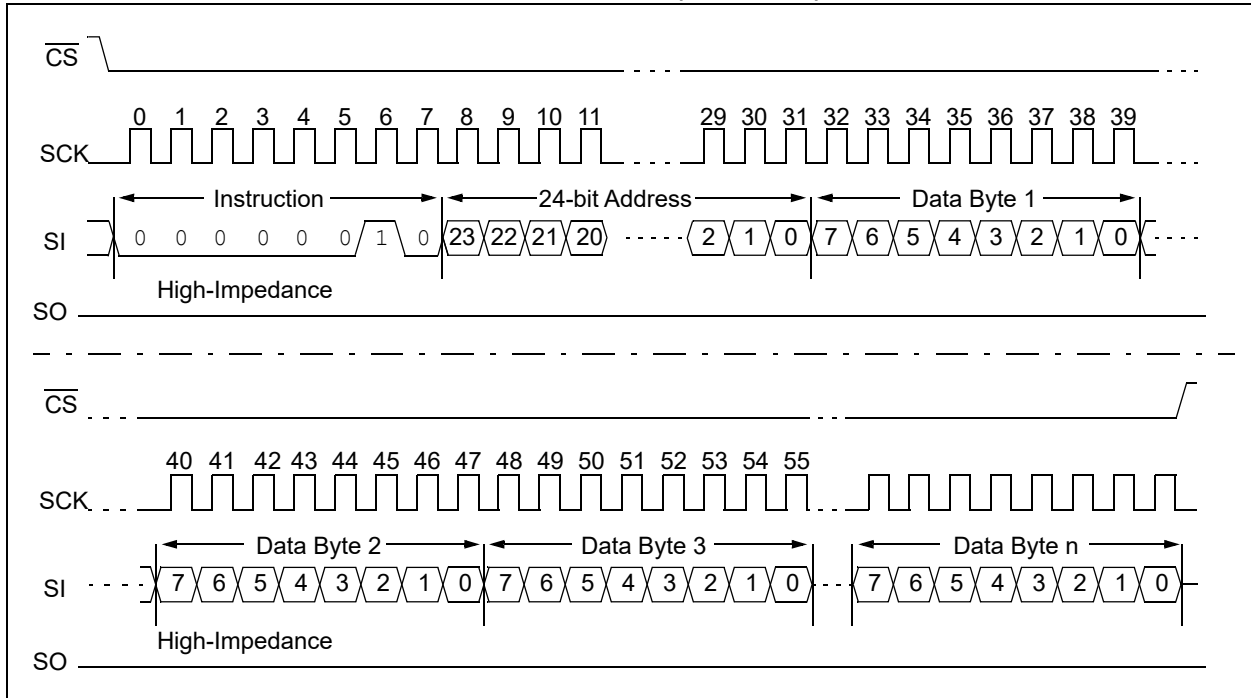 CS
0 1 2 3 4 5 6 7 8 9 10 11 29 30 31 32 33 34 35 36 37 38 39
SCK
Instruction 24-bit Address Data Byte 1
SI 0 0 0 0 0 0 1 0 23 22 21 20 2 1 0 7 6 5 4 3 2 1 0
High-Impedance
SO
CS
40 41 42 43 44 45 46 47 48 49 50 51 52 53 54 55
SCK
Data Byte 2 Data Byte 3 Data Byte n
SI 7 6 5 4 3 2 1 0 7 6 5 4 3 2 1 0 7 6 5 4 3 2 1 0
High-Impedance
SO